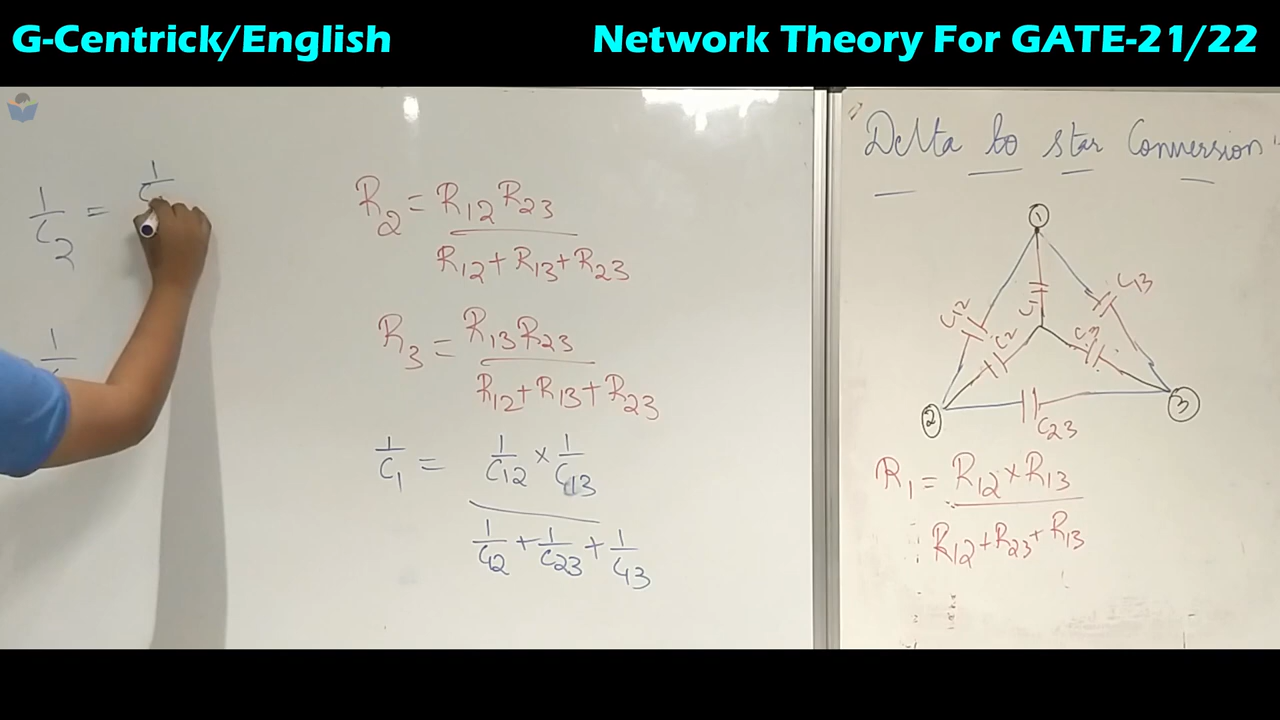 G-Centrick/English
Network Theory For GATE-21/22
1/C2 = 1/C
1/C
R2 = R12 R23 / R12 + R13 + R23
R3 = R13 R23 / R12 + R13 + R23
1/C1 = 1/C12 × 1/C13 / 1/C12 + 1/C23 + 1/C13
"Delta to star Conversion"
1
C12
C1
C13
C2
C3
2
C23
3
R1 = R12 × R13 / R12 + R23 + R13